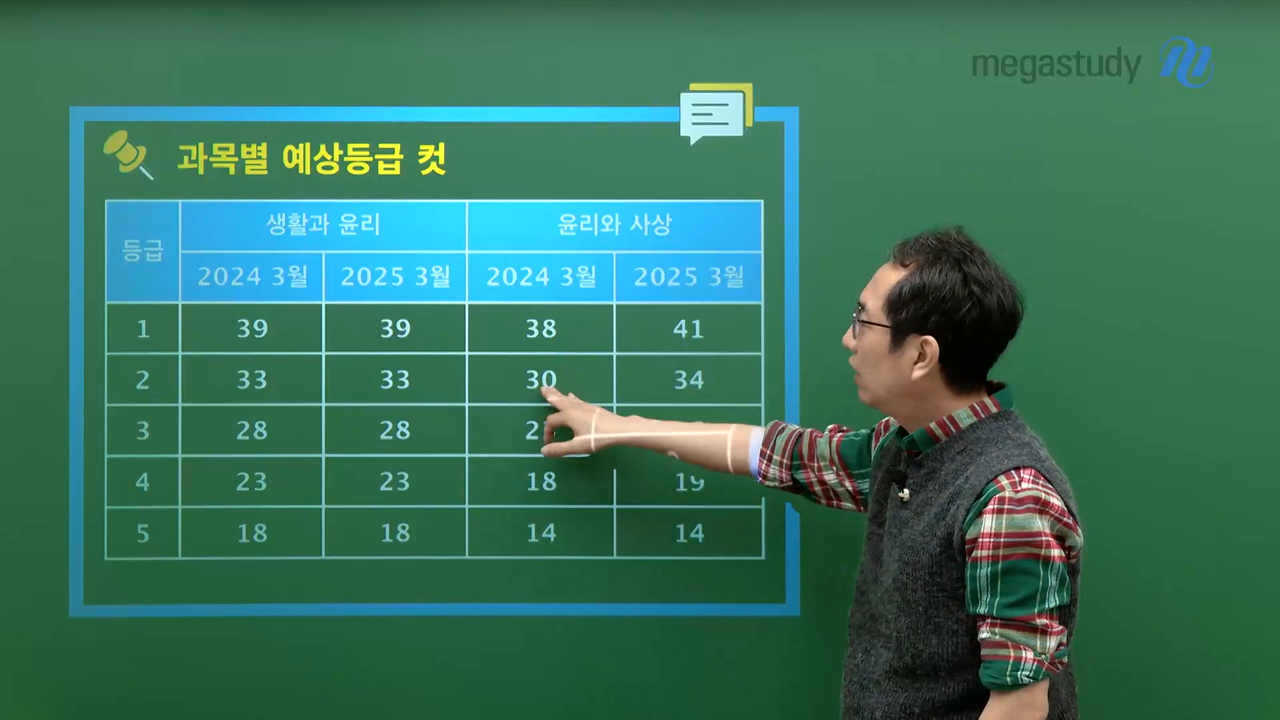 megastudy
과목별 예상등급 컷
등급 생활과 윤리 윤리와 사상
2024 3월 2025 3월 2024 3월 2025 3월
1 39 39 38 41
2 33 33 30 34
3 28 28
4 23 23 18 19
5 18 18 14 14